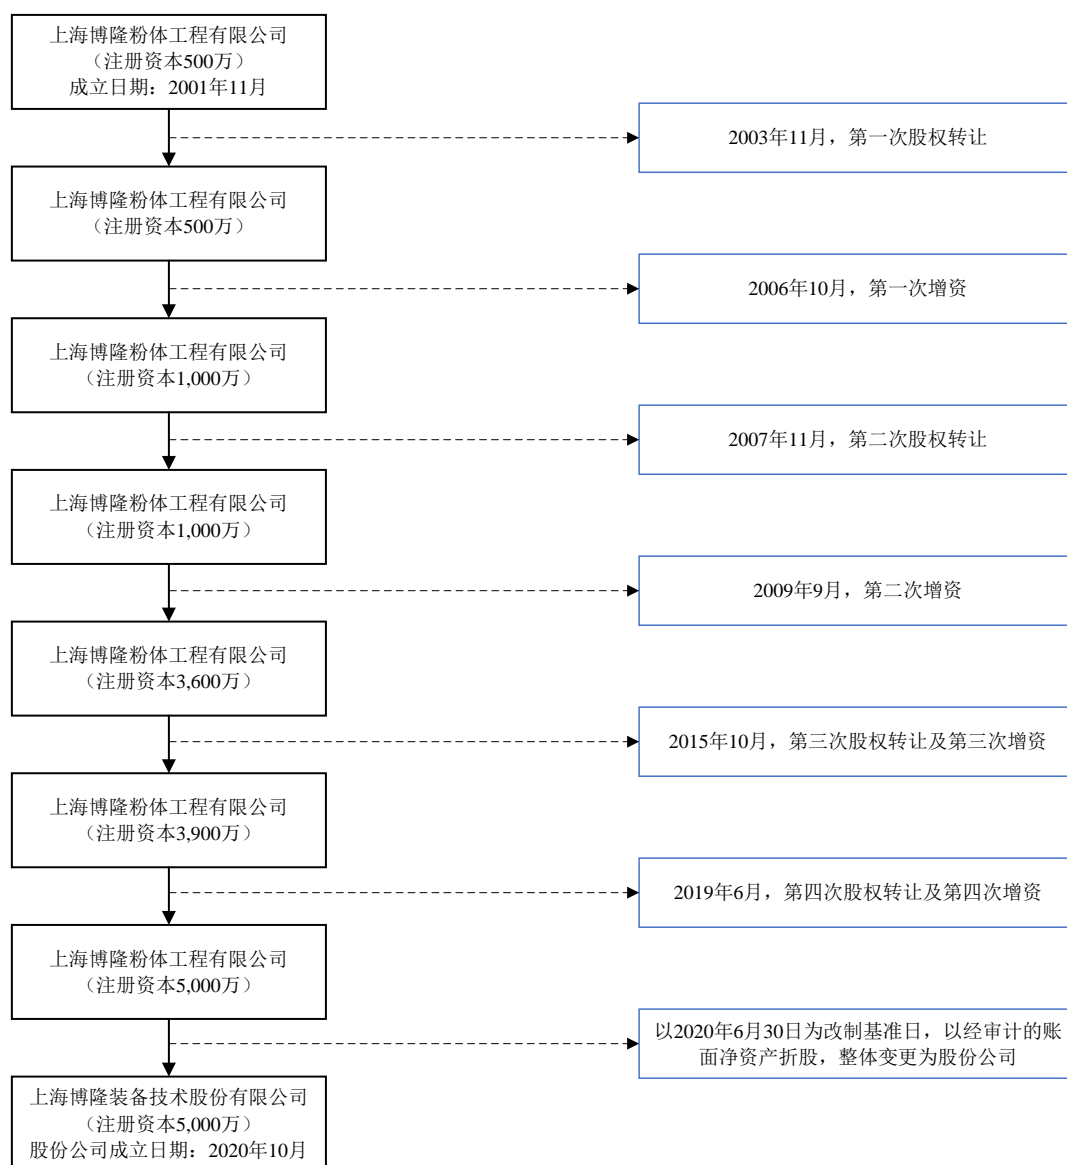 上海博隆粉体工程有限公司
（注册资本500万）
成立日期：2001年11月
2003年11月，第一次股权转让
上海博隆粉体工程有限公司
（注册资本500万）
2006年10月，第一次增资
上海博隆粉体工程有限公司
（注册资本1,000万）
2007年11月，第二次股权转让
上海博隆粉体工程有限公司
（注册资本1,000万）
2009年9月，第二次增资
上海博隆粉体工程有限公司
（注册资本3,600万）
2015年10月，第三次股权转让及第三次增资
上海博隆粉体工程有限公司
（注册资本3,900万）
2019年6月，第四次股权转让及第四次增资
上海博隆粉体工程有限公司
（注册资本5,000万）
以2020年6月30日为改制基准日，以经审计的账
面净资产折股，整体变更为股份公司
上海博隆装备技术股份有限公司
（注册资本5,000万）
股份公司成立日期：2020年10月